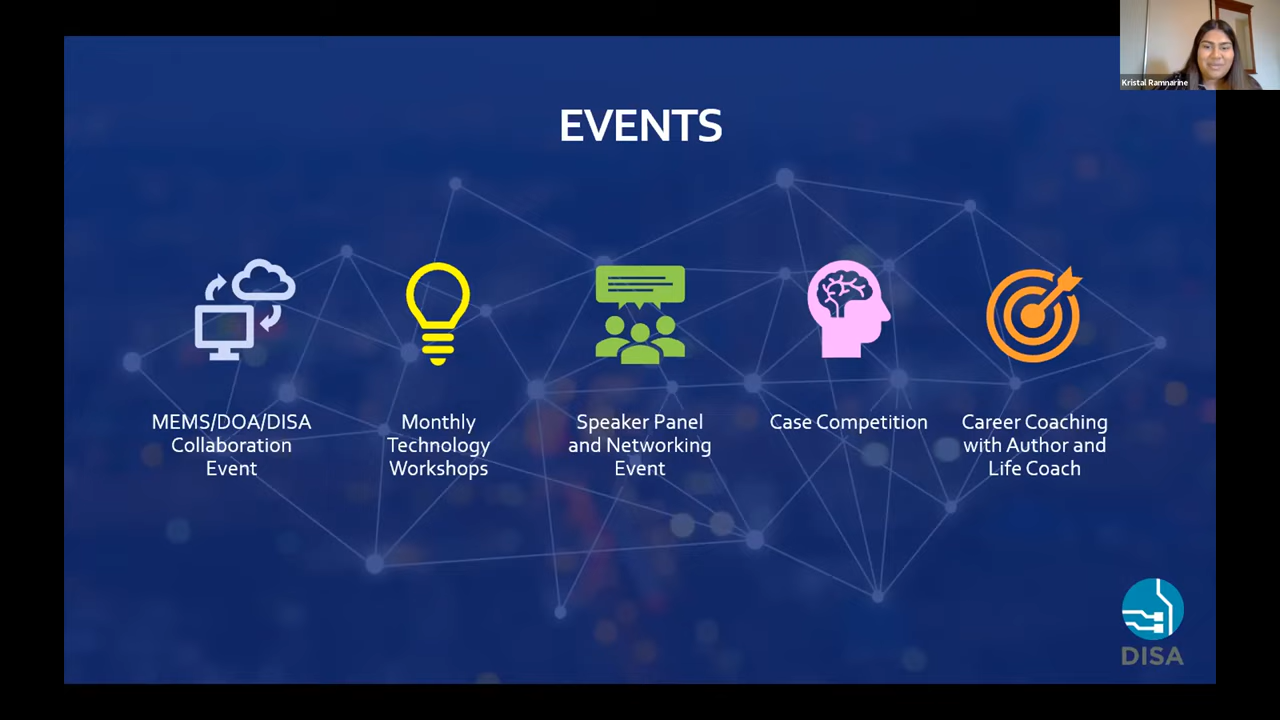 Kristal Ramnarine
EVENTS
MEMS/DOA/DISA
Collaboration
Event
Monthly
Technology
Workshops
Speaker Panel
and Networking
Event
Case Competition
Career Coaching
with Author and
Life Coach
DISA